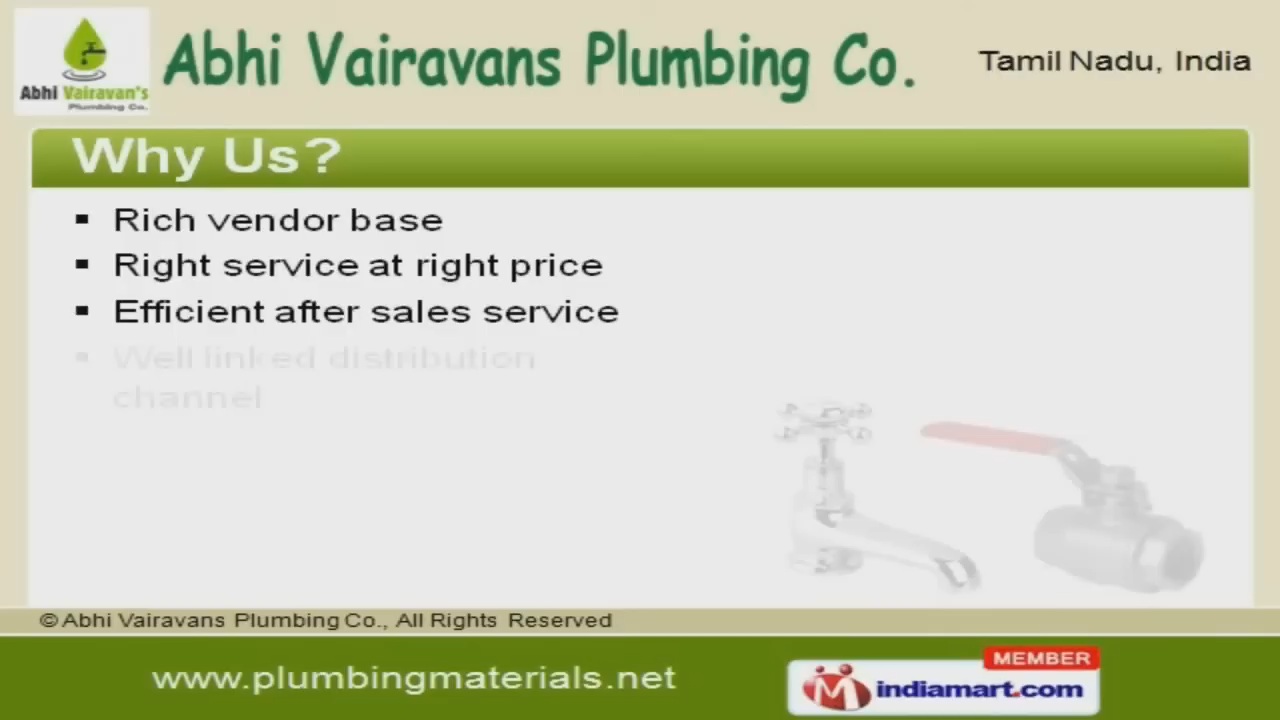 Abhi Vairavan's
Plumbing Co.
Abhi Vairavans Plumbing Co.
Tamil Nadu, India
Why Us?
▪ Rich vendor base
▪ Right service at right price
▪ Efficient after sales service
▪ Well linked distribution
channel
© Abhi Vairavans Plumbing Co., All Rights Reserved
www.plumbingmaterials.net
MEMBER
indiamart.com